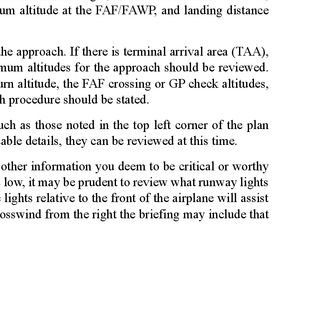 um altitude at the FAF/FAWP, and landing distance
he approach. If there is terminal arrival area (TAA),
mum altitudes for the approach should be reviewed.
urn altitude, the FAF crossing or GP check altitudes,
h procedure should be stated.
uch as those noted in the top left corner of the plan
able details, they can be reviewed at this time.
other information you deem to be critical or worthy
low, it may be prudent to review what runway lights
lights relative to the front of the airplane will assist
osswind from the right the briefing may include that